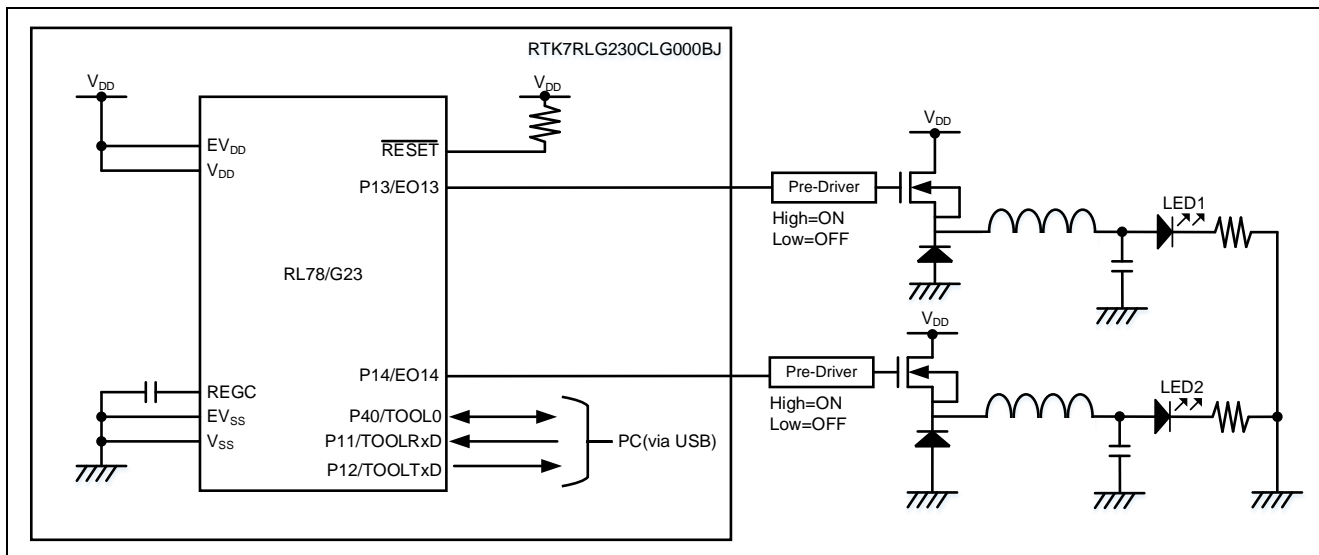 RTK7RLG230CLG000BJ
VDD
VDD
EVDD
VDD
RESET
P13/EO13
RL78/G23
P14/EO14
REGC
EVSS
VSS
P40/TOOL0
P11/TOOLRxD
P12/TOOLTxD
PC(via USB)
VDD
Pre-Driver
High=ON
Low=OFF
LED1
VDD
Pre-Driver
High=ON
Low=OFF
LED2